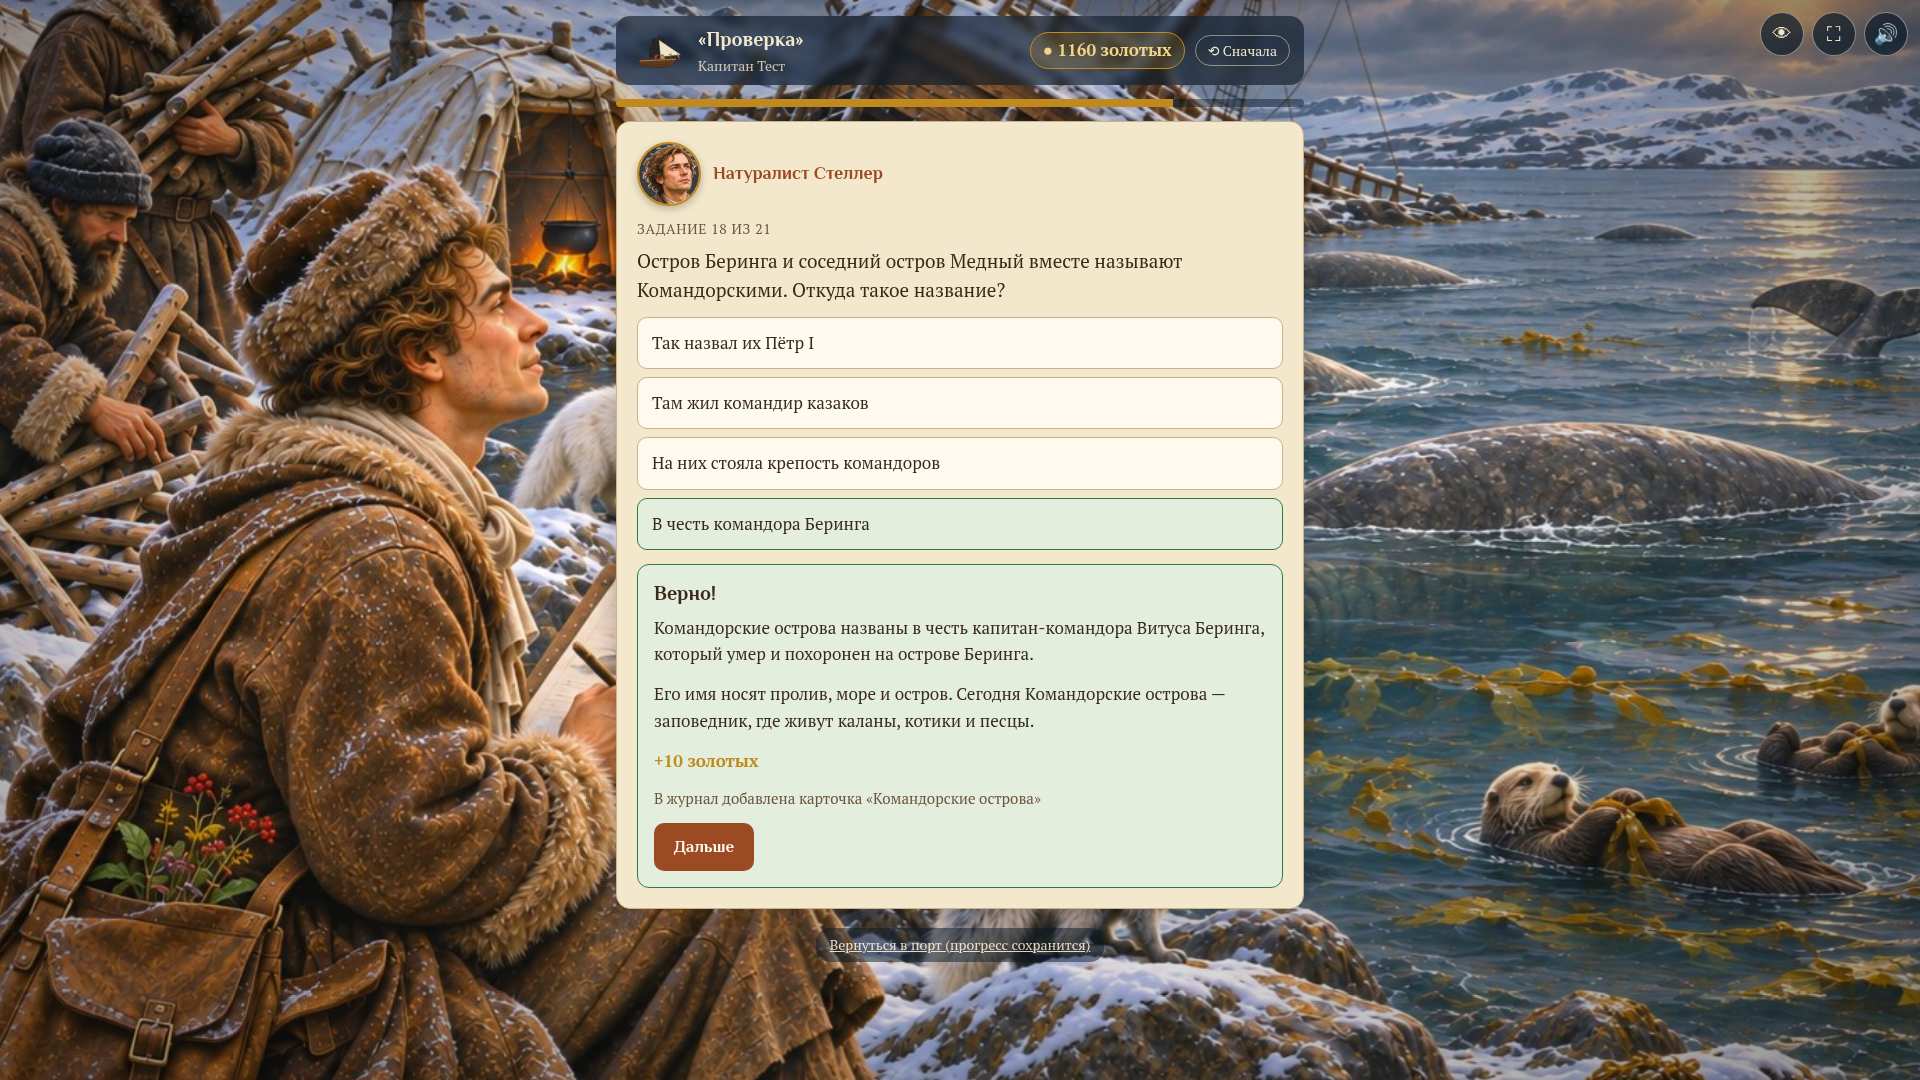 «Проверка»
Капитан Тест
● 1160 золотых
⟲ Сначала
Натуралист Стеллер
ЗАДАНИЕ 18 ИЗ 21
Остров Беринга и соседний остров Медный вместе называют
Командорскими. Откуда такое название?
Так назвал их Пётр I
Там жил командир казаков
На них стояла крепость командоров
В честь командора Беринга
Верно!
Командорские острова названы в честь капитан-командора Витуса Беринга,
который умер и похоронен на острове Беринга.
Его имя носят пролив, море и остров. Сегодня Командорские острова —
заповедник, где живут каланы, котики и песцы.
+10 золотых
В журнал добавлена карточка «Командорские острова»
Дальше
Вернуться в порт (прогресс сохранится)